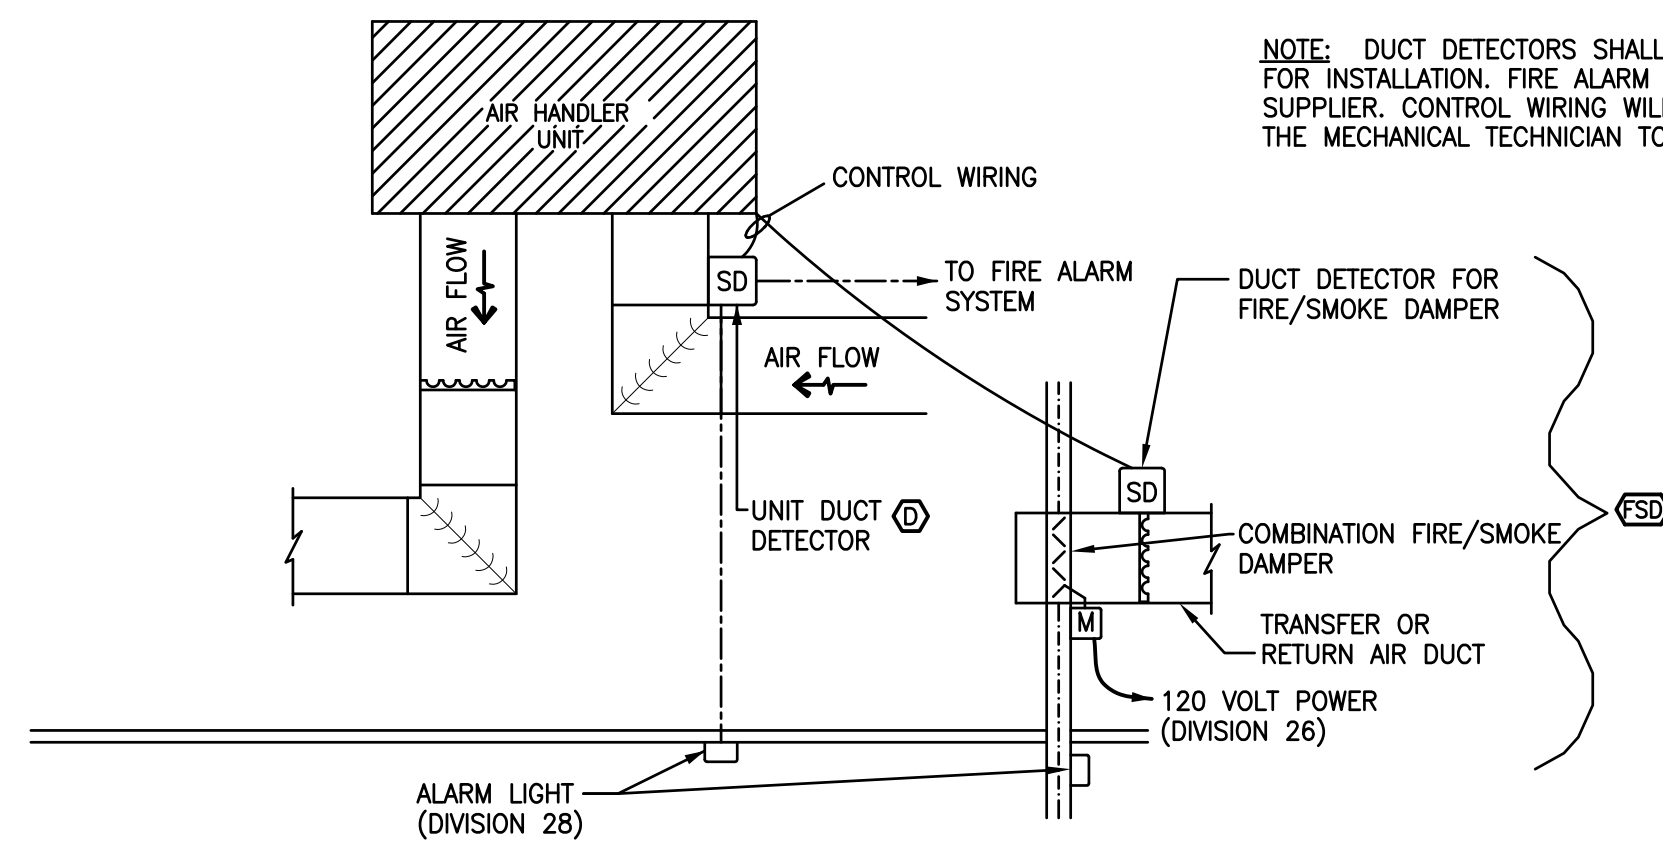 NOTE: DUCT DETECTORS SHALL
FOR INSTALLATION. FIRE ALARM
SUPPLIER. CONTROL WIRING WILL
THE MECHANICAL TECHNICIAN TO
AIR HANDLER
UNIT
CONTROL WIRING
AIR FLOW
SD
TO FIRE ALARM
SYSTEM
DUCT DETECTOR FOR
FIRE/SMOKE DAMPER
AIR FLOW
SD
UNIT DUCT D
DETECTOR
FSD
COMBINATION FIRE/SMOKE
DAMPER
M
TRANSFER OR
RETURN AIR DUCT
120 VOLT POWER
(DIVISION 26)
ALARM LIGHT
(DIVISION 28)